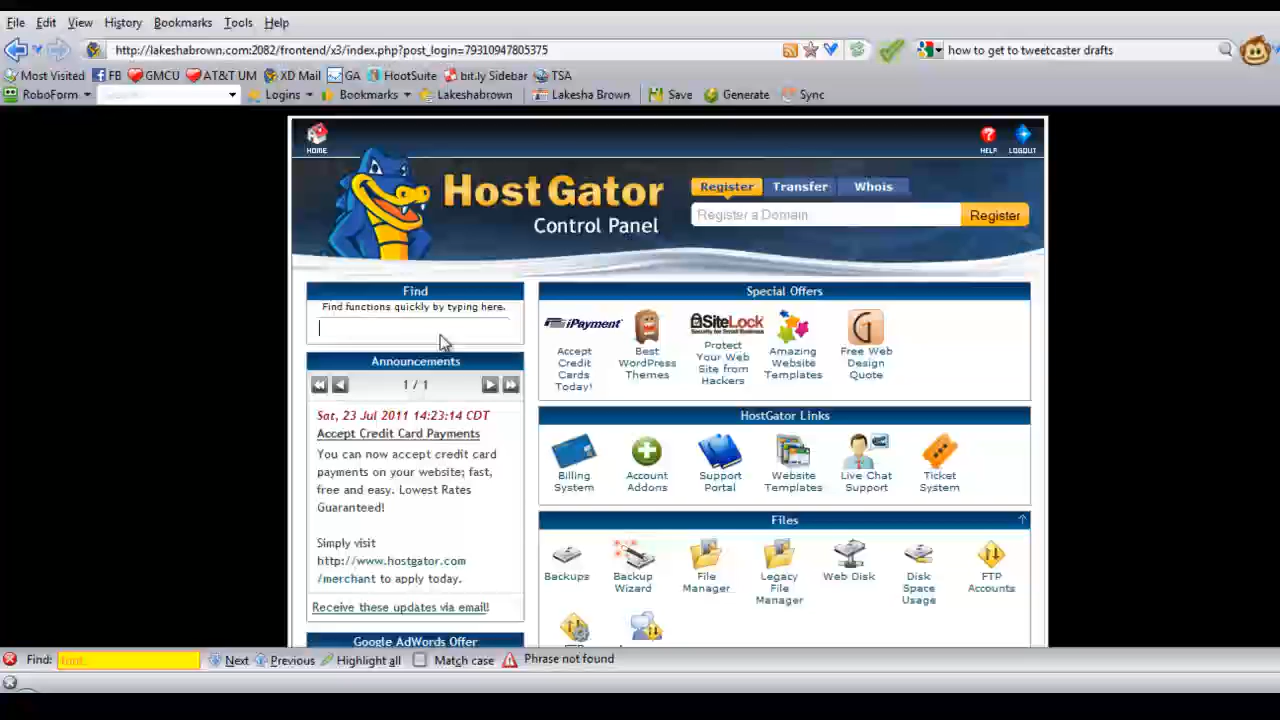 File Edit View History Bookmarks Tools Help
http://lakeshabrown.com:2082/frontend/x3/index.php?post_login=79310947805375
how to get to tweetcaster drafts
Most Visited FB GMCU AT&T UM XD Mail GA HootSuite bit.ly Sidebar TSA
RoboForm Logins Bookmarks Lakeshabrown Lakesha Brown Save Generate Sync
HOME
HELP LOGOUT
HostGator
Control Panel
Register Transfer Whois
Register a Domain Register
Find
Find functions quickly by typing here.
Announcements
1 / 1
Sat, 23 Jul 2011 14:23:14 CDT
Accept Credit Card Payments
You can now accept credit card
payments on your website; fast,
free and easy. Lowest Rates
Guaranteed!
Simply visit
http://www.hostgator.com
/merchant to apply today.
Receive these updates via email!
Google AdWords Offer
Special Offers
iPayment
Accept
Credit
Cards
Today!
Best
WordPress
Themes
SiteLock
Protect
Your Web
Site from
Hackers
Amazing
Website
Templates
Free Web
Design
Quote
HostGator Links
Billing
System
Account
Addons
Support
Portal
Website
Templates
Live Chat
Support
Ticket
System
Files
Backups
Backup
Wizard
File
Manager
Legacy
File
Manager
Web Disk
Disk
Space
Usage
FTP
Accounts
Find: Next Previous Highlight all Match case Phrase not found